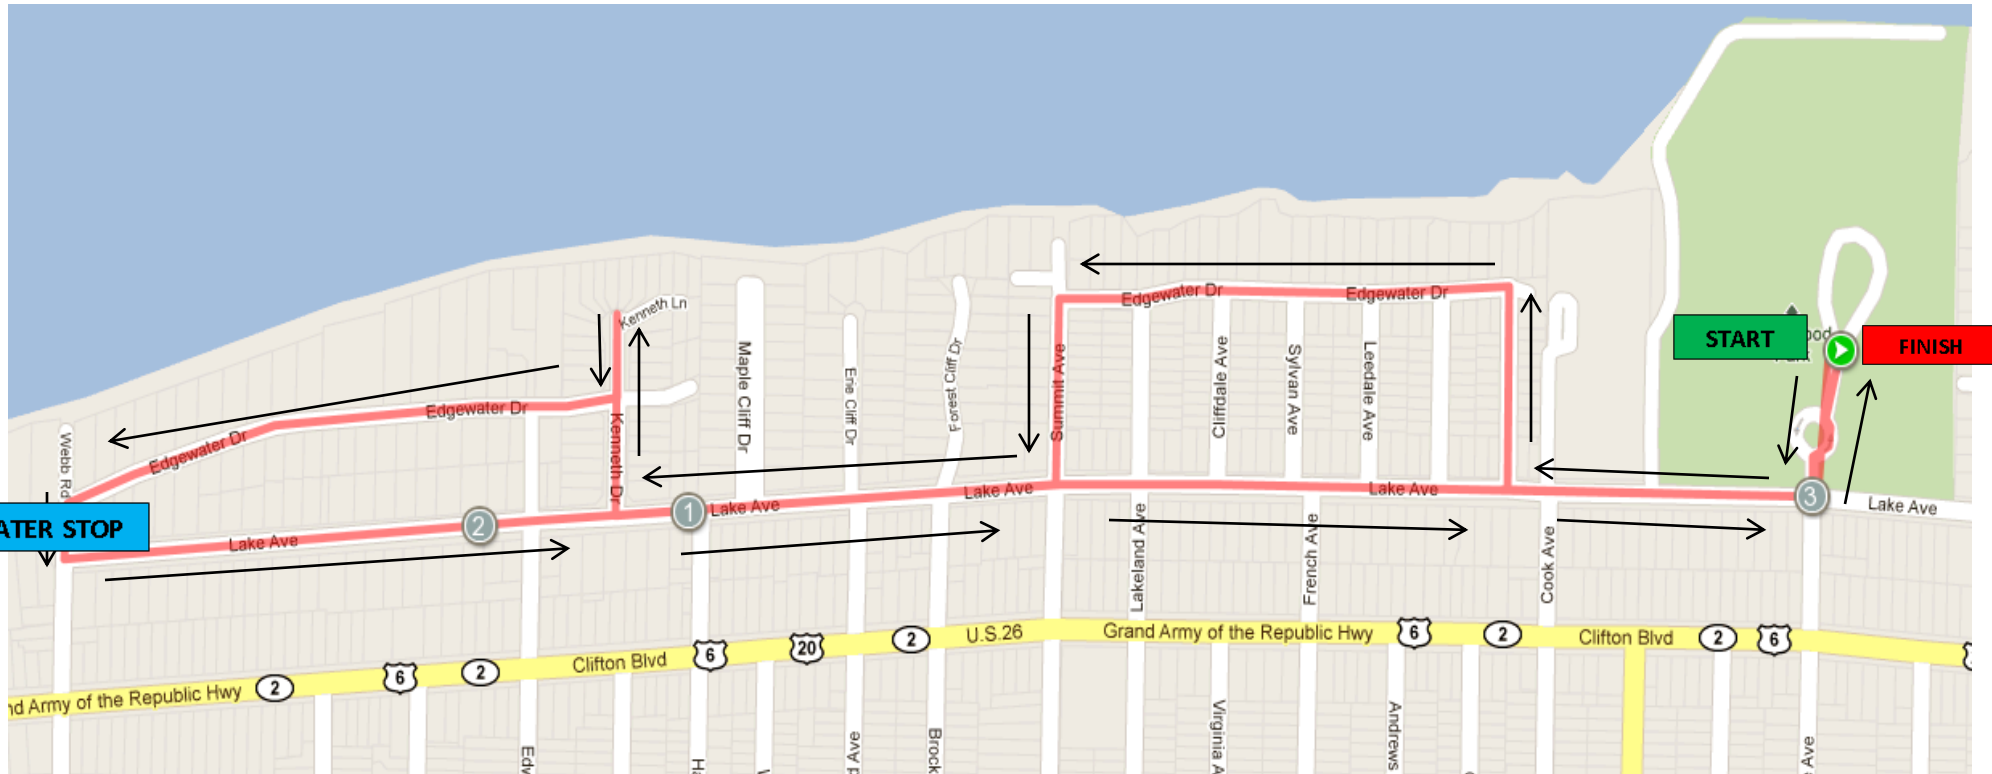 Kenneth Ln
Edgewater Dr
Edgewater Dr
START
FINISH
Maple Cliff Dr
Erie Cliff Dr
Forest Cliff Dr
Summit Ave
Cliffdale Ave
Sylvan Ave
Leedale Ave
Edgewater Dr
Edgewater Dr
Kenneth Dr
Webb Rd
ATER STOP
2
1
3
Lake Ave
Lake Ave
Lake Ave
Lake Ave
Lake Ave
Lakeland Ave
French Ave
Cook Ave
U.S.26
Grand Army of the Republic Hwy
Clifton Blvd
Clifton Blvd
nd Army of the Republic Hwy
2
6
2
6
20
2
6
2
2
6
Edw
Ha
d Ave
Brock
Virginia A
Andrews
e Ave